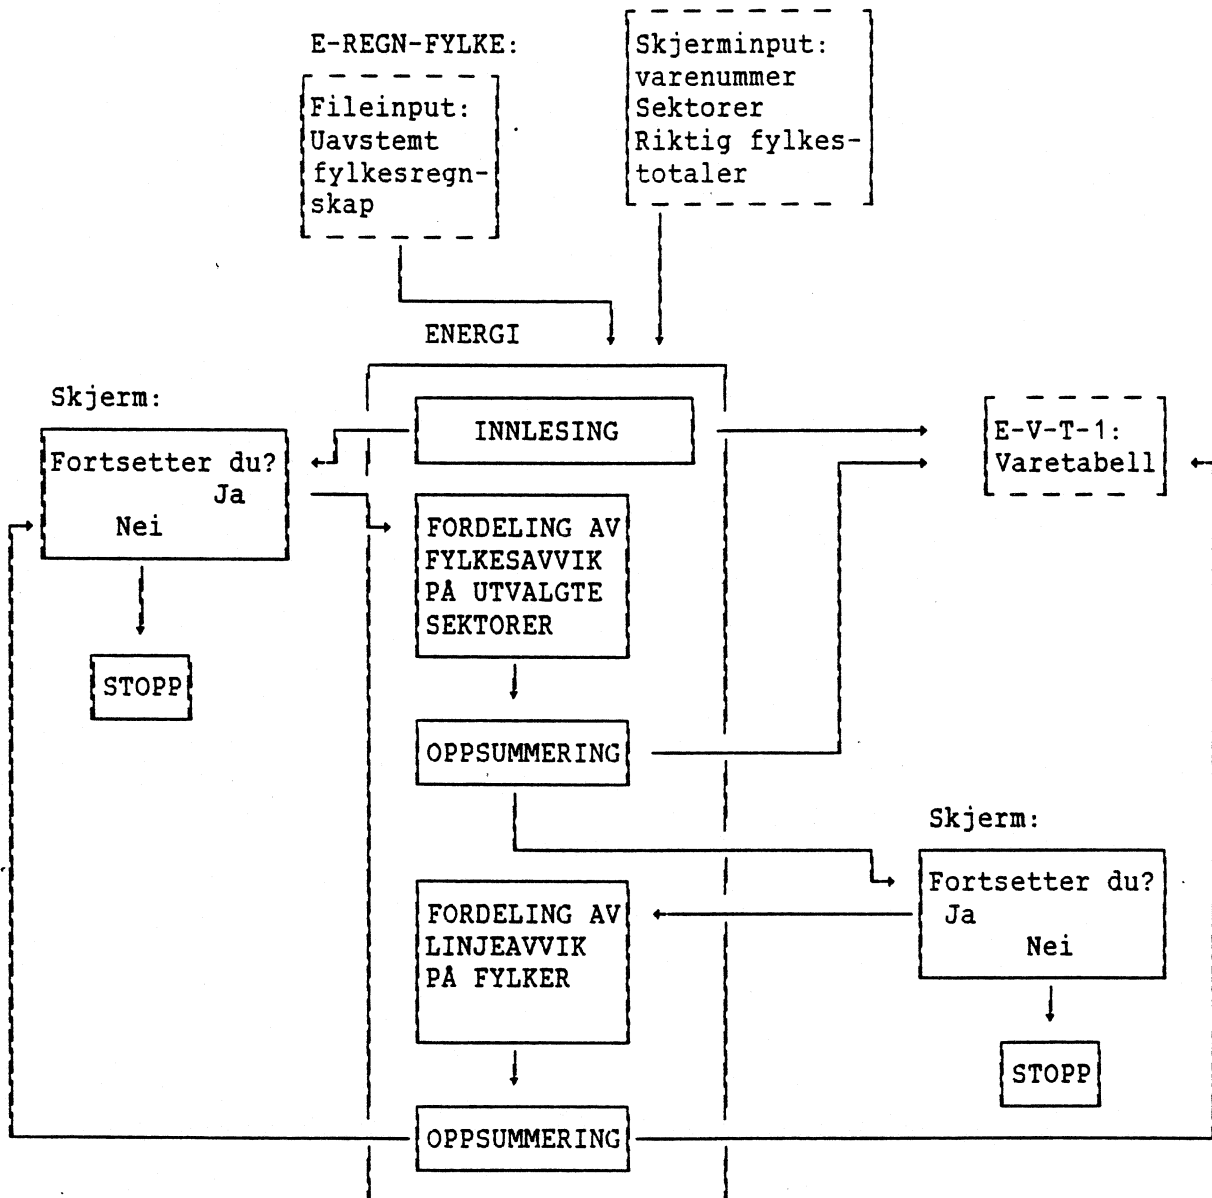 E-REGN-FYLKE:
Fileinput:
Uavstemt
fylkesregn-
skap
Skjerminput:
varenummer
Sektorer
Riktig fylkes-
totaler
ENERGI
Skjerm:
Fortsetter du?
Ja
Nei
STOPP
INNLESING
E-V-T-1:
Varetabell
FORDELING AV
FYLKESAVVIK
PÅ UTVALGTE
SEKTORER
OPPSUMMERING
Skjerm:
Fortsetter du?
Ja
Nei
STOPP
FORDELING AV
LINJEAVVIK
PÅ FYLKER
OPPSUMMERING